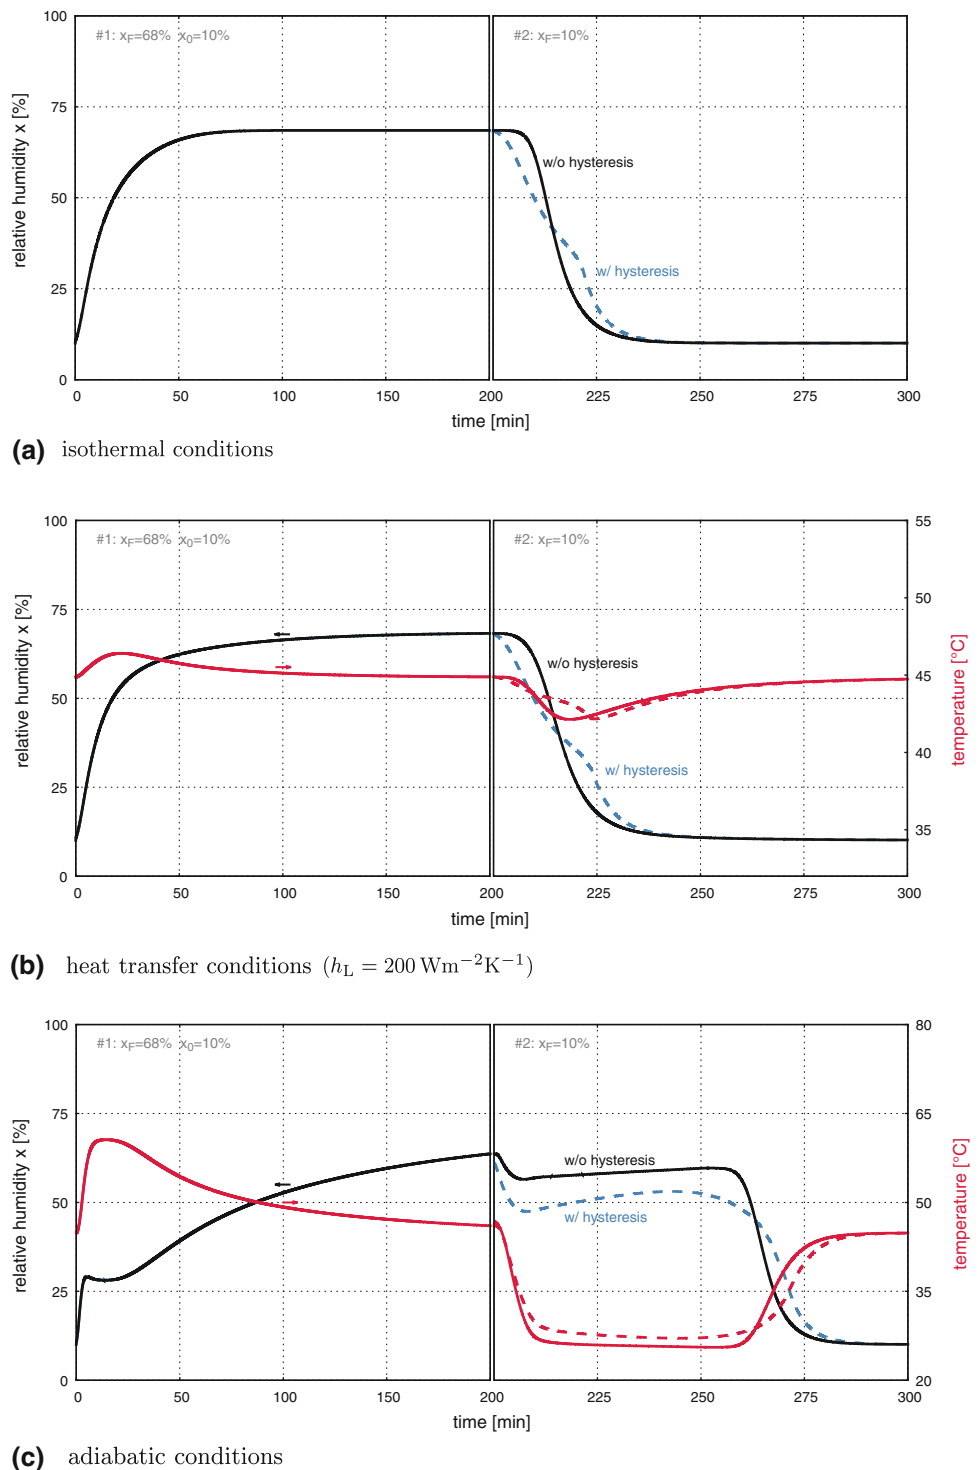 100
75
50
25
0
relative humidity x [%]
#1: xF=68% x0=10%
#2: xF=10%
w/o hysteresis
w/ hysteresis
0 50 100 150 200 225 250 275 300
time [min]
(a) isothermal conditions
100
75
50
25
0
relative humidity x [%]
#1: xF=68% x0=10%
#2: xF=10%
w/o hysteresis
w/ hysteresis
55
50
45
40
35
temperature [°C]
0 50 100 150 200 225 250 275 300
time [min]
(b) heat transfer conditions (hL = 200 Wm−2K−1)
100
75
50
25
0
relative humidity x [%]
#1: xF=68% x0=10%
#2: xF=10%
w/o hysteresis
w/ hysteresis
80
65
50
35
20
temperature [°C]
0 50 100 150 200 225 250 275 300
time [min]
(c) adiabatic conditions